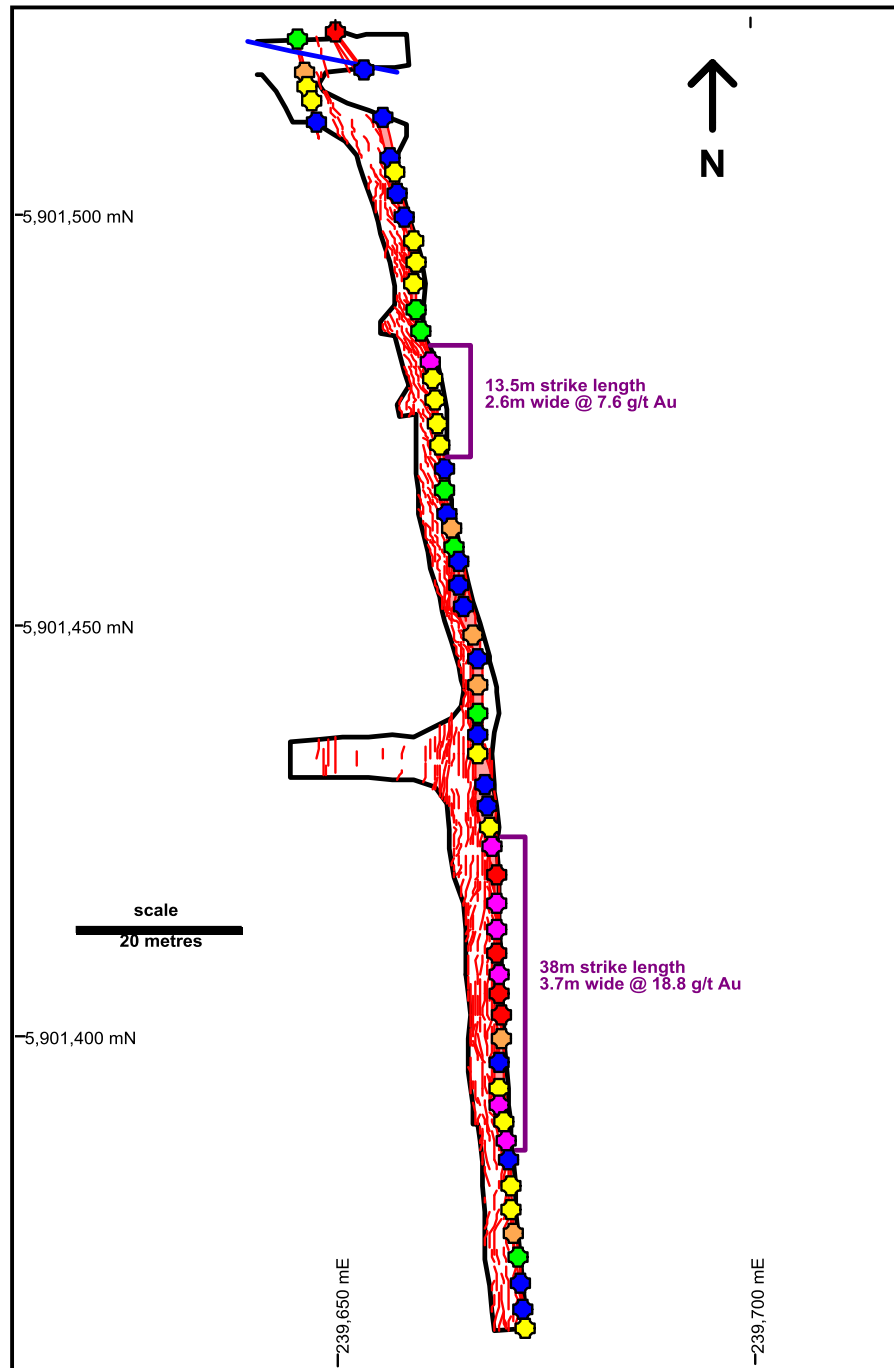 N
5,901,500 mN
13.5m strike length
2.6m wide @ 7.6 g/t Au
5,901,450 mN
scale
20 metres
38m strike length
3.7m wide @ 18.8 g/t Au
5,901,400 mN
239,650 mE
239,700 mE